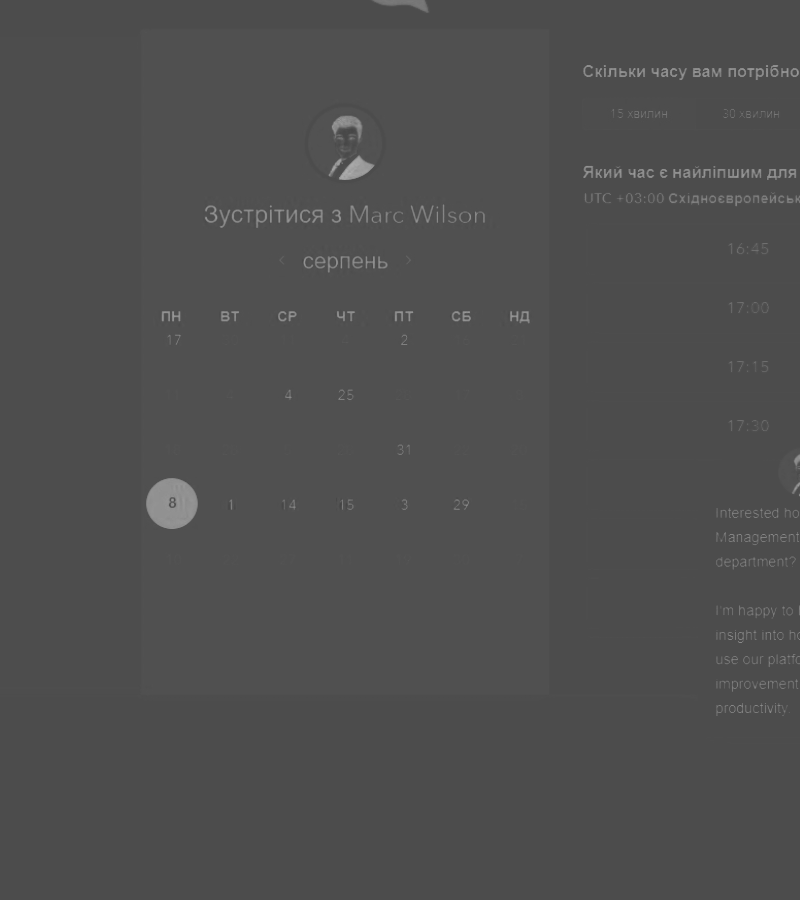 Зустрітися з Marc Wilson
серпень
ПН ВТ СР ЧТ ПТ СБ НД
17 2
4 25
31
8 1 14 15 3 29
Скільки часу вам потрібно
15 хвилин 30 хвилин
Який час є найліпшим для
UTC +03:00 Східноєвропейськ
16:45
17:00
17:15
17:30
Interested ho
Management
department?
I'm happy to
insight into ho
use our platfo
improvement
productivity.